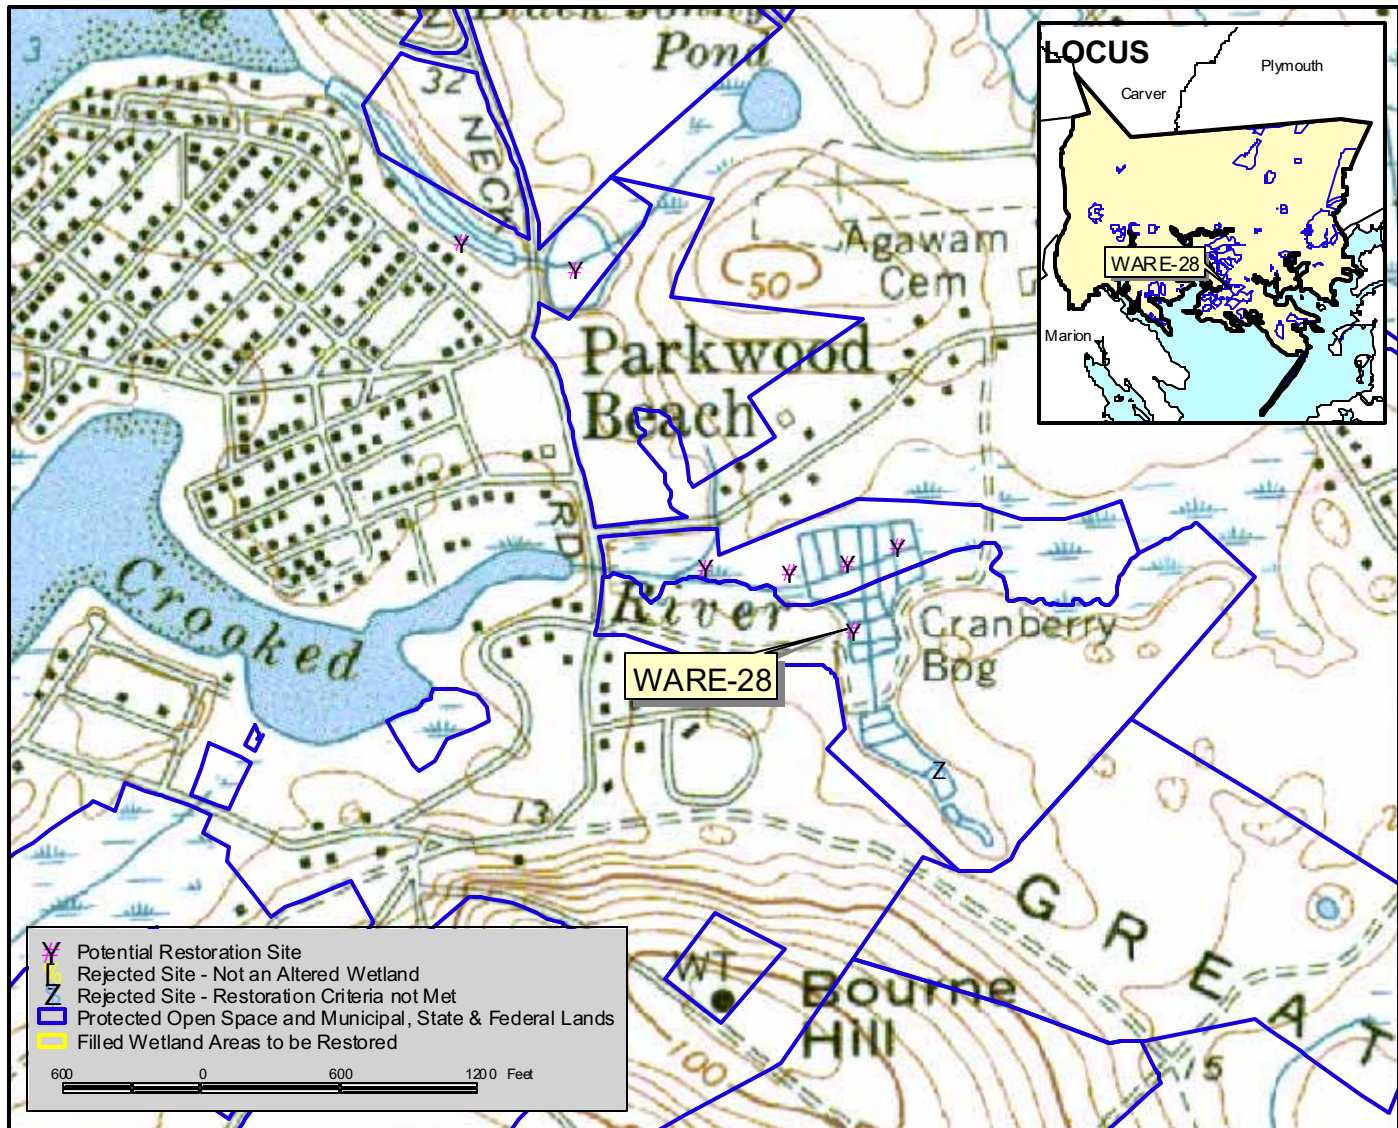 Pond
32
NECK
Agawam
Cem
50
Parkwood
Beach
RD
River
Crooked
Cranberry
Bog
WARE-28
13
GREAT
WT
Bourne
Hill
100
5
3
LOCUS
Plymouth
Carver
WARE-28
Marion
Y Potential Restoration Site
Rejected Site - Not an Altered Wetland
Z Rejected Site - Restoration Criteria not Met
Protected Open Space and Municipal, State & Federal Lands
Filled Wetland Areas to be Restored
600 0 600 1200 Feet